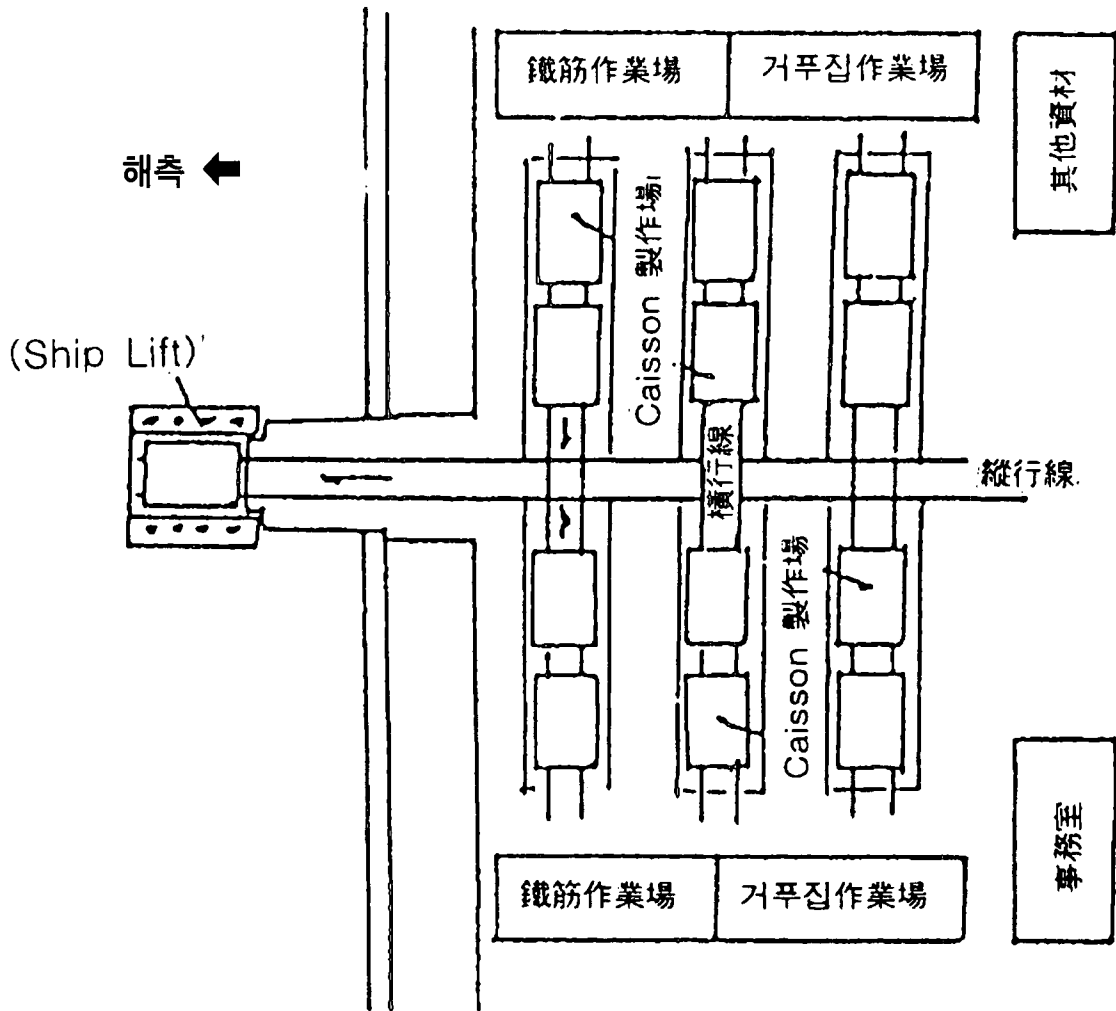 鐵筋作業場
거푸집作業場
其他資材
해측
Caisson 製作場
(Ship Lift)
橫行線
縱行線
Caisson 製作場
事務室
鐵筋作業場
거푸집作業場